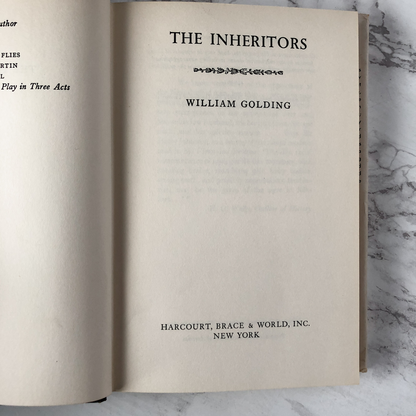 uthor
FLIES
RTIN
L
Play in Three Acts
THE INHERITORS
WILLIAM GOLDING
HARCOURT, BRACE & WORLD, INC.
NEW YORK